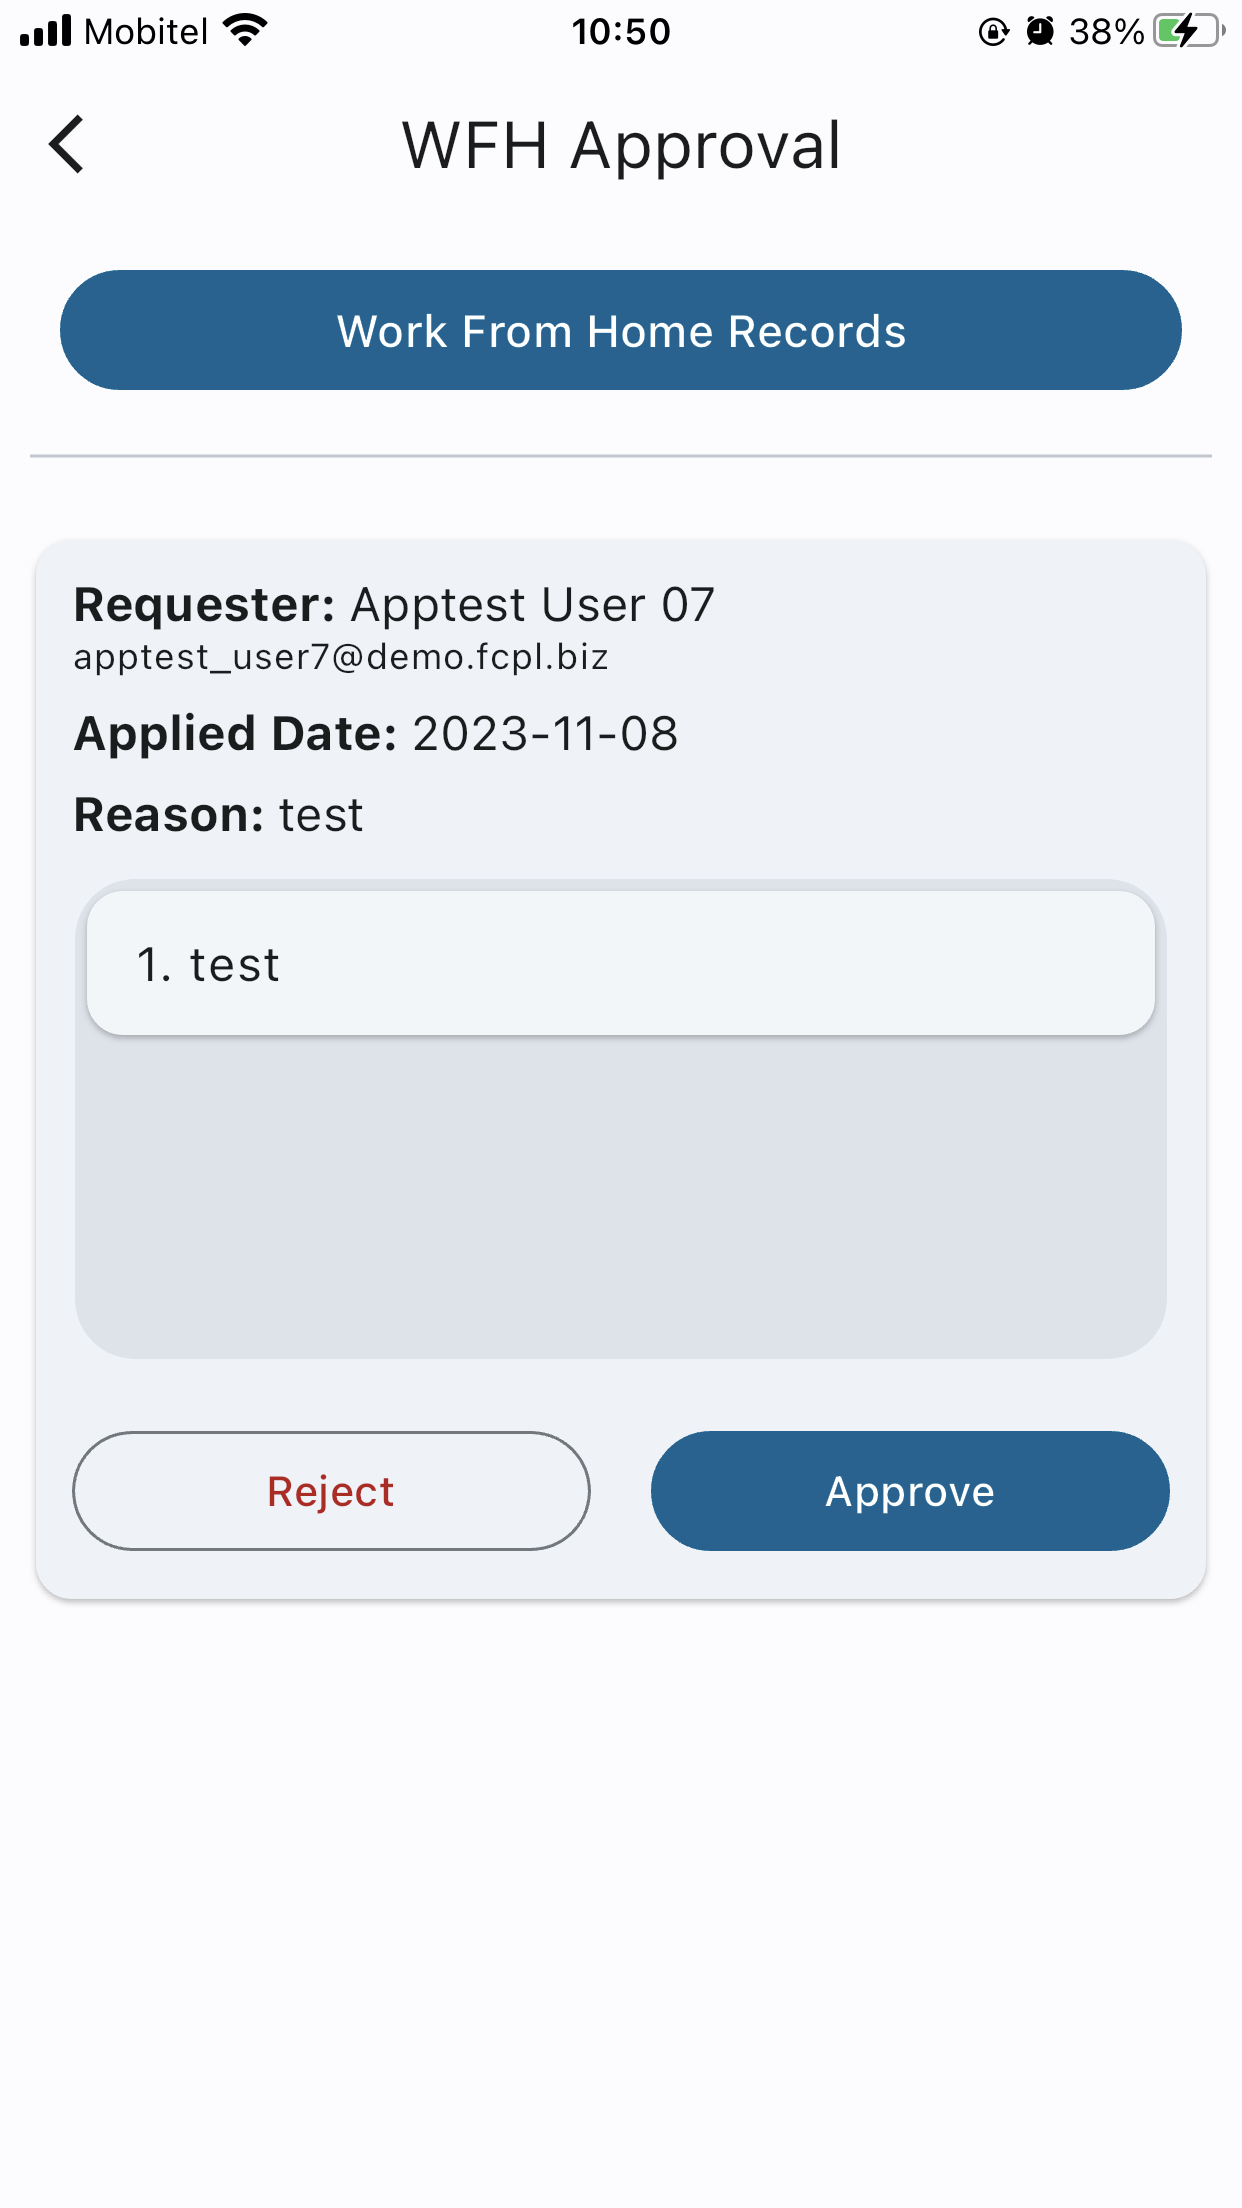 Mobitel 10:50 38%
WFH Approval
Work From Home Records
Requester: Apptest User 07
apptest_user7@demo.fcpl.biz
Applied Date: 2023-11-08
Reason: test
1. test
Reject Approve